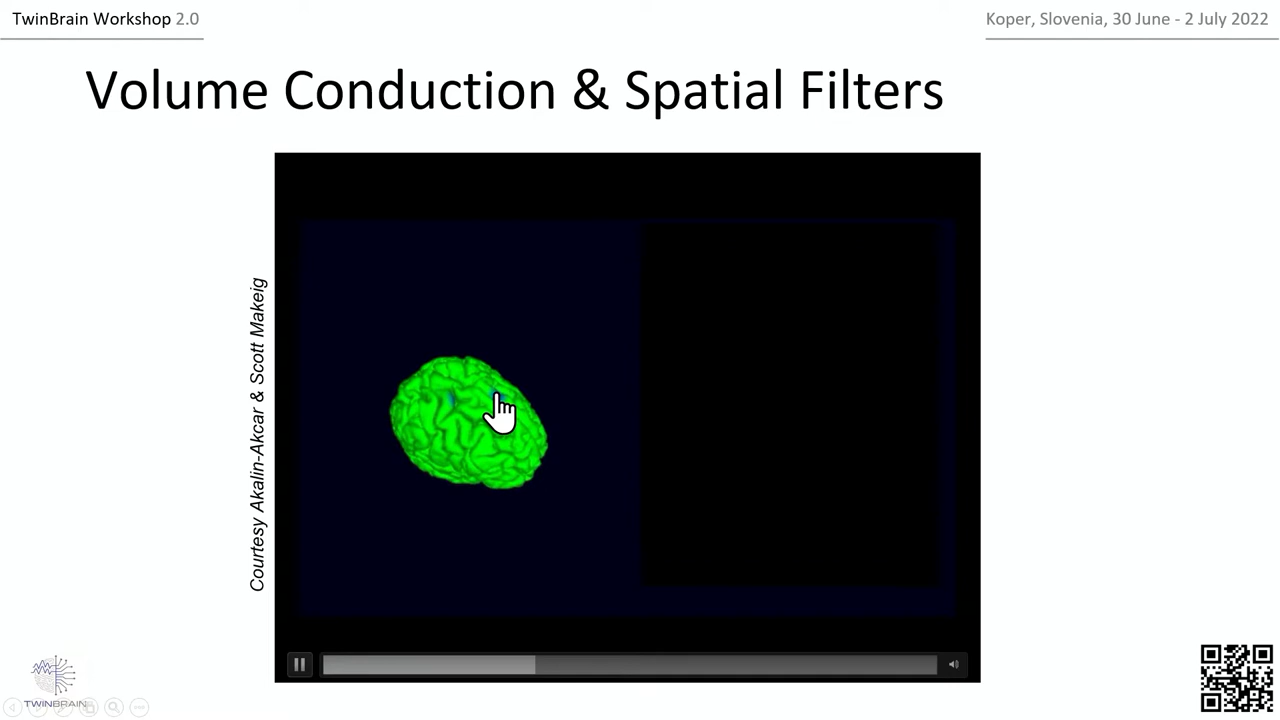 TwinBrain Workshop 2.0
Koper, Slovenia, 30 June - 2 July 2022
Volume Conduction & Spatial Filters
Courtesy Akalin-Akcar & Scott Makeig
TWINBRAIN